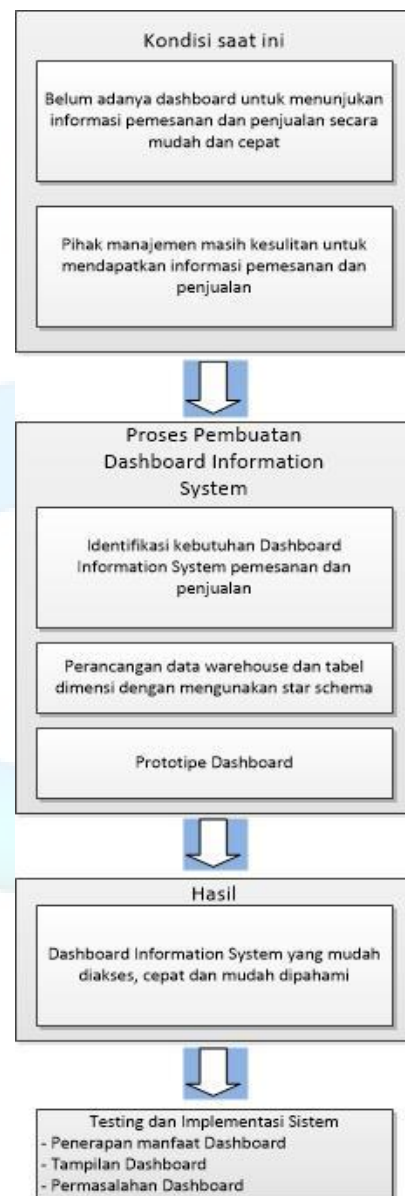 Kondisi saat ini
Belum adanya dashboard untuk menunjukan
informasi pemesanan dan penjualan secara
mudah dan cepat
Pihak manajemen masih kesulitan untuk
mendapatkan informasi pemesanan dan
penjualan
Proses Pembuatan
Dashboard Information
System
Identifikasi kebutuhan Dashboard
Information System pemesanan dan
penjualan
Perancangan data warehouse dan tabel
dimensi dengan mengunakan star schema
Prototipe Dashboard
Hasil
Dashboard Information System yang mudah
diakses, cepat dan mudah dipahami
Testing dan Implementasi Sistem
- Penerapan manfaat Dashboard
- Tampilan Dashboard
- Permasalahan Dashboard